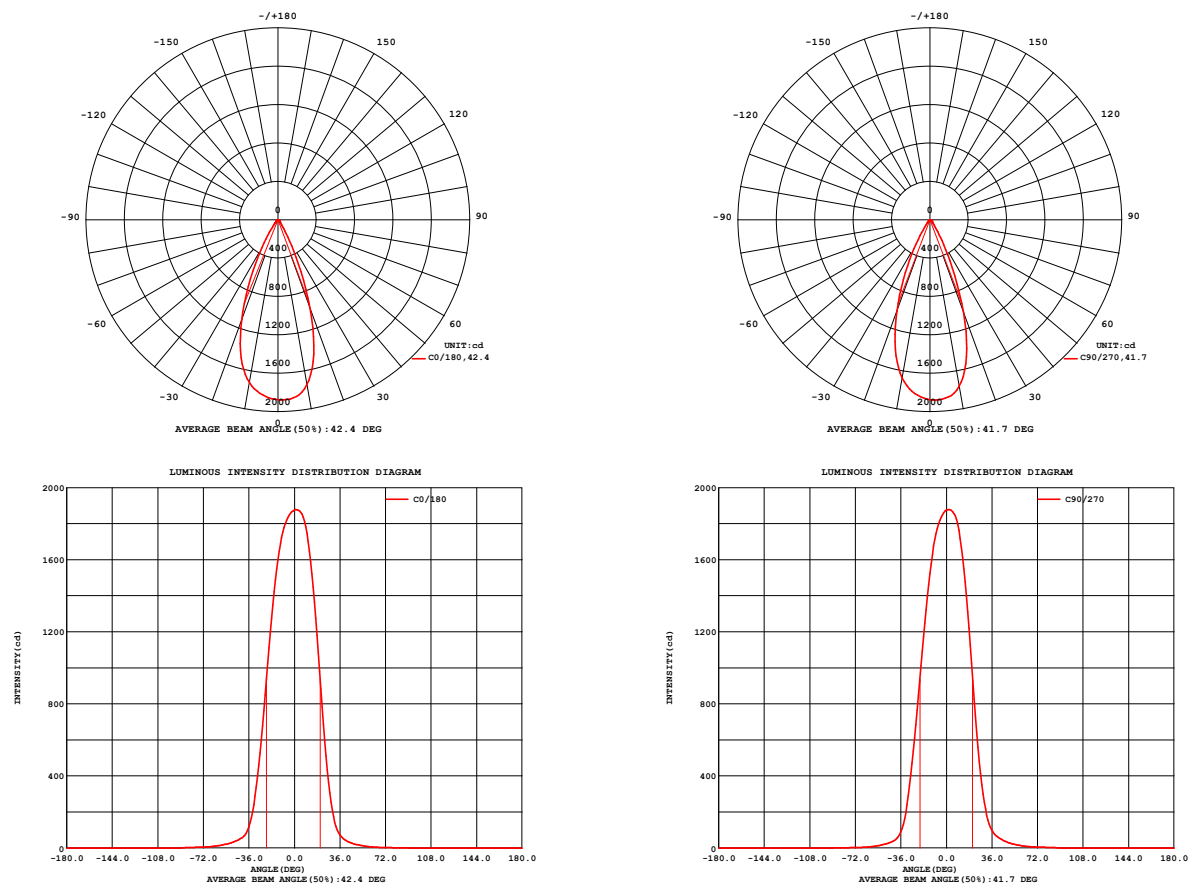 -/+180
-150
150
-120
120
-90
90
0
400
800
1200
1600
2000
-60
60
-30
30
0
UNIT:cd
C0/180,42.4
AVERAGE BEAM ANGLE(50%):42.4 DEG
-/+180
-150
150
-120
120
-90
90
0
400
800
1200
1600
2000
-60
60
-30
30
0
UNIT:cd
C90/270,41.7
AVERAGE BEAM ANGLE(50%):41.7 DEG
LUMINOUS INTENSITY DISTRIBUTION DIAGRAM
C0/180
2000
1600
1200
800
400
0
INTENSITY(cd)
-180.0 -144.0 -108.0 -72.0 -36.0 0.0 36.0 72.0 108.0 144.0 180.0
ANGLE(DEG)
AVERAGE BEAM ANGLE(50%):42.4 DEG
LUMINOUS INTENSITY DISTRIBUTION DIAGRAM
C90/270
2000
1600
1200
800
400
0
INTENSITY(cd)
-180.0 -144.0 -108.0 -72.0 -36.0 0.0 36.0 72.0 108.0 144.0 180.0
ANGLE(DEG)
AVERAGE BEAM ANGLE(50%):41.7 DEG